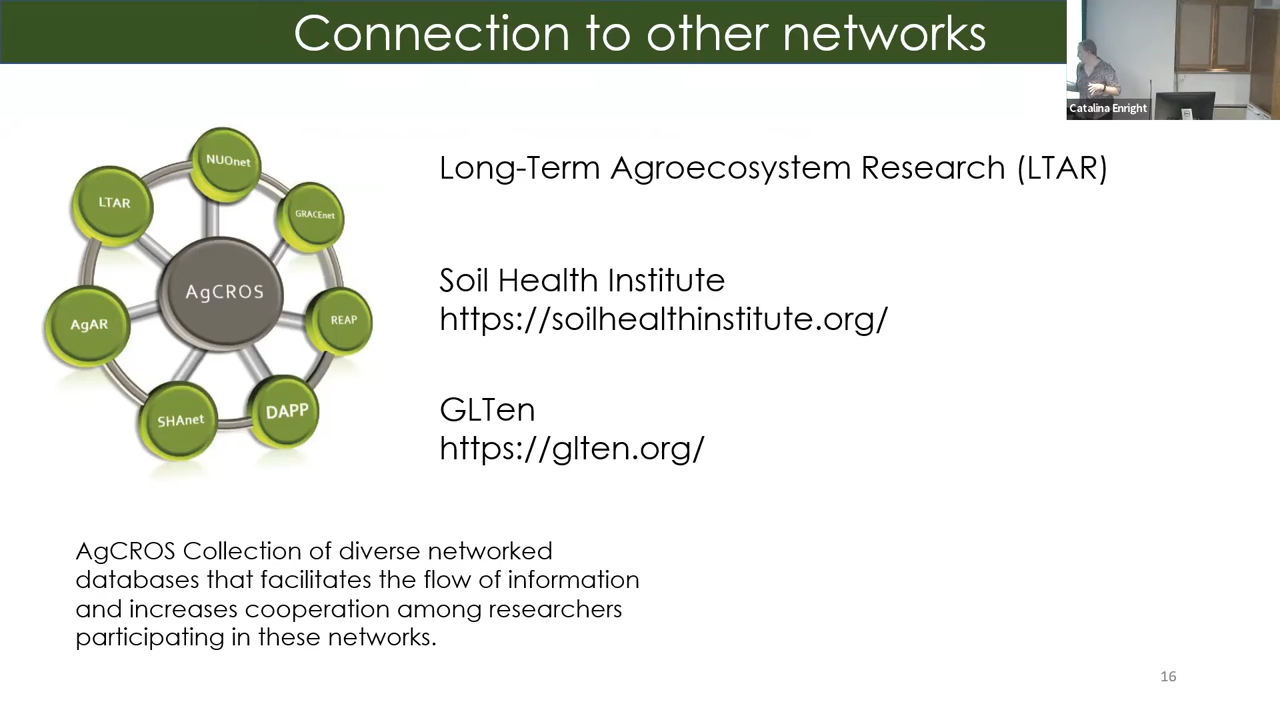 Connection to other networks
Catalina Enright
NUOnet
LTAR
GRACEnet
AgCROS
AgAR
REAP
SHAnet
DAPP
Long-Term Agroecosystem Research (LTAR)
Soil Health Institute
https://soilhealthinstitute.org/
GLTen
https://glten.org/
AgCROS Collection of diverse networked
databases that facilitates the flow of information
and increases cooperation among researchers
participating in these networks.
16